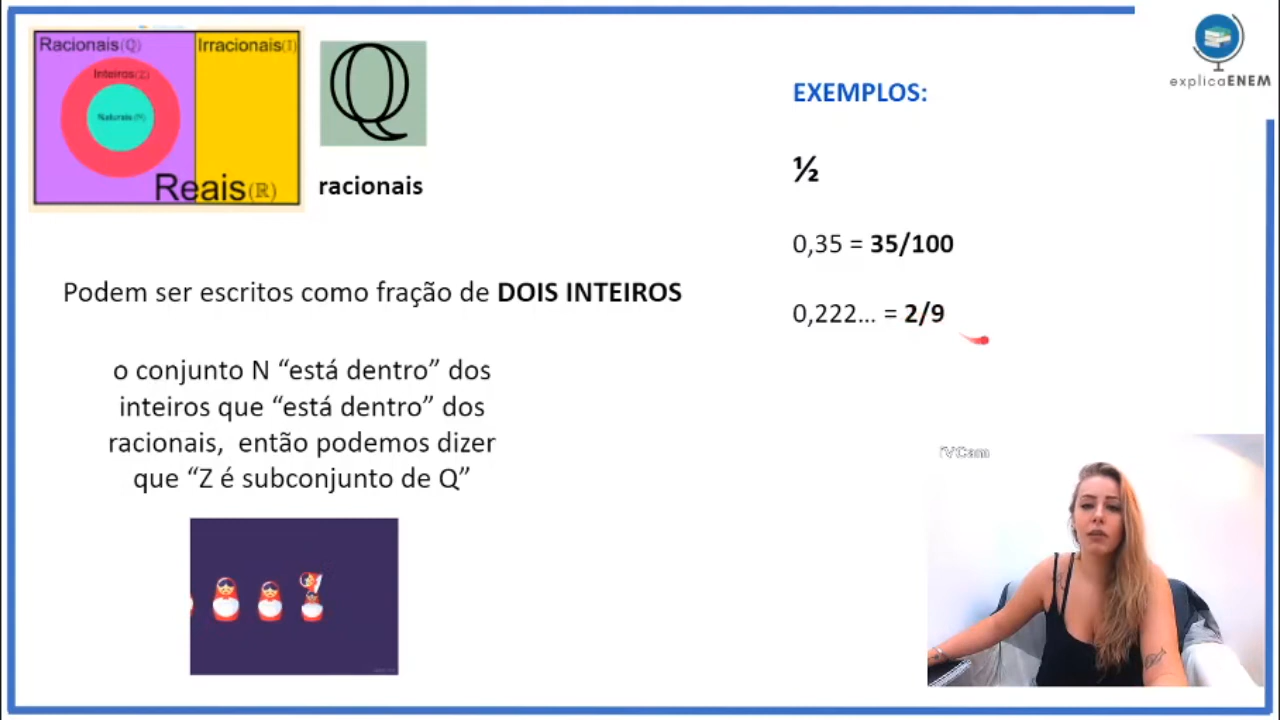 Racionais(Q)
Irracionais(I)
Inteiros(Z)
Naturais(N)
Reais(ℝ)
ℚ
racionais
Podem ser escritos como fração de DOIS INTEIROS
o conjunto N “está dentro” dos
inteiros que “está dentro” dos
racionais, então podemos dizer
que “Z é subconjunto de Q”
EXEMPLOS:
½
0,35 = 35/100
0,222... = 2/9
explicaENEM
iVCam